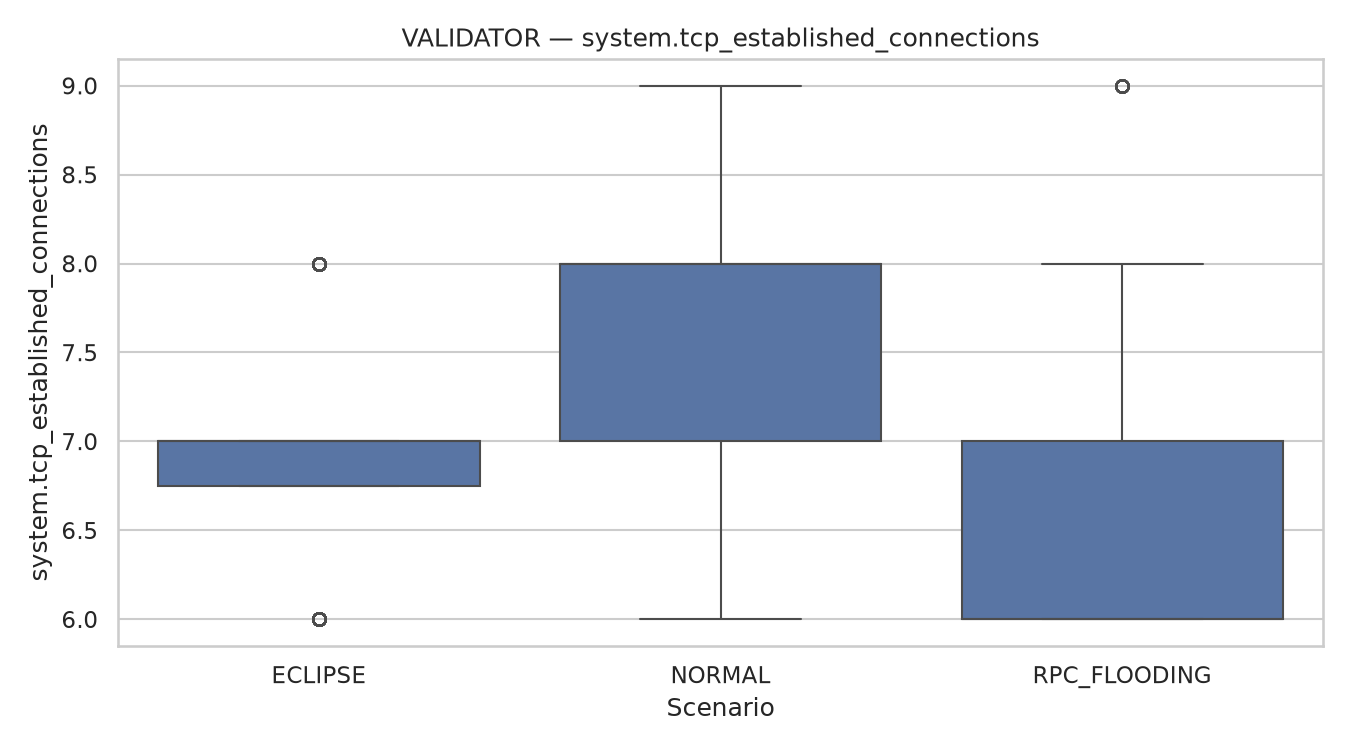 VALIDATOR — system.tcp_established_connections
system.tcp_established_connections
9.0
8.5
8.0
7.5
7.0
6.5
6.0
ECLIPSE
NORMAL
RPC_FLOODING
Scenario